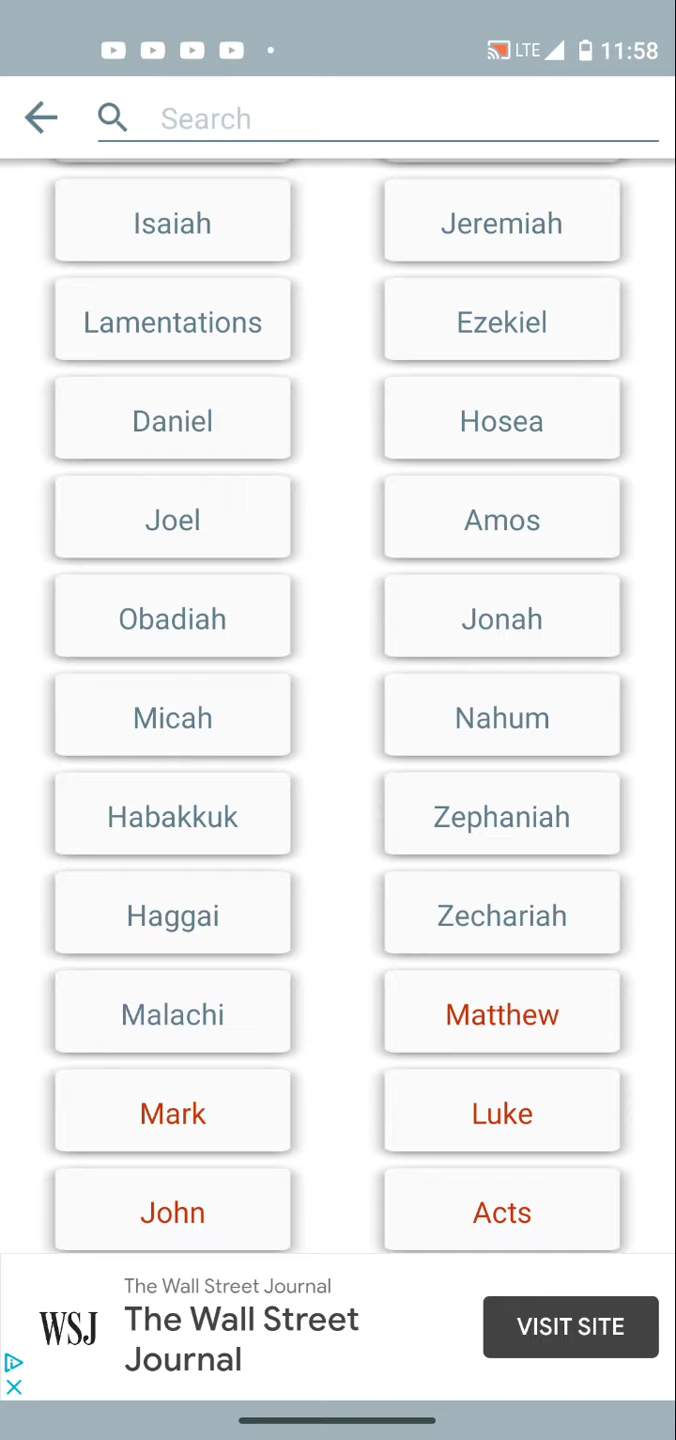 LTE 11:58
Search
Isaiah Jeremiah
Lamentations Ezekiel
Daniel Hosea
Joel Amos
Obadiah Jonah
Micah Nahum
Habakkuk Zephaniah
Haggai Zechariah
Malachi Matthew
Mark Luke
John Acts
The Wall Street Journal
WSJ The Wall Street
Journal
VISIT SITE